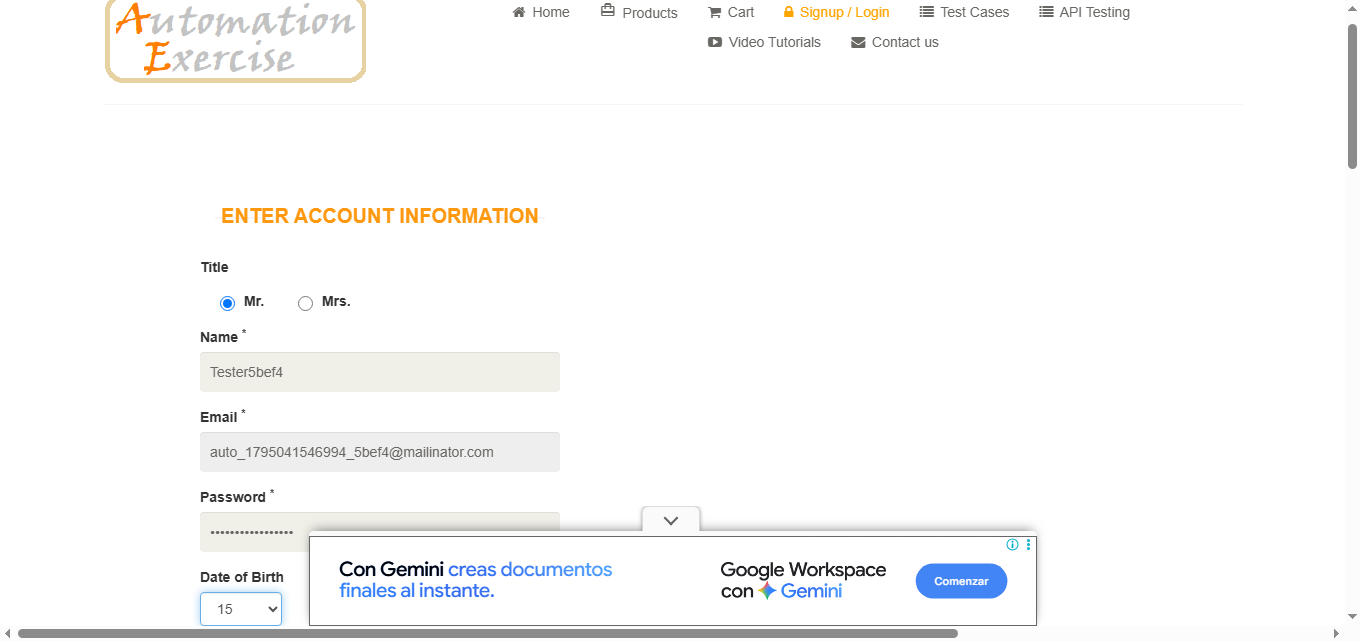 Automation
Exercise
Home
Products
Cart
Signup / Login
Test Cases
API Testing
Video Tutorials
Contact us
ENTER ACCOUNT INFORMATION
Title
Mr.
Mrs.
Name *
Tester5bef4
Email *
auto_1795041546994_5bef4@mailinator.com
Password *
•••••••••••••••••
Date of Birth
15
Con Gemini creas documentos
finales al instante.
Google Workspace
con Gemini
Comenzar